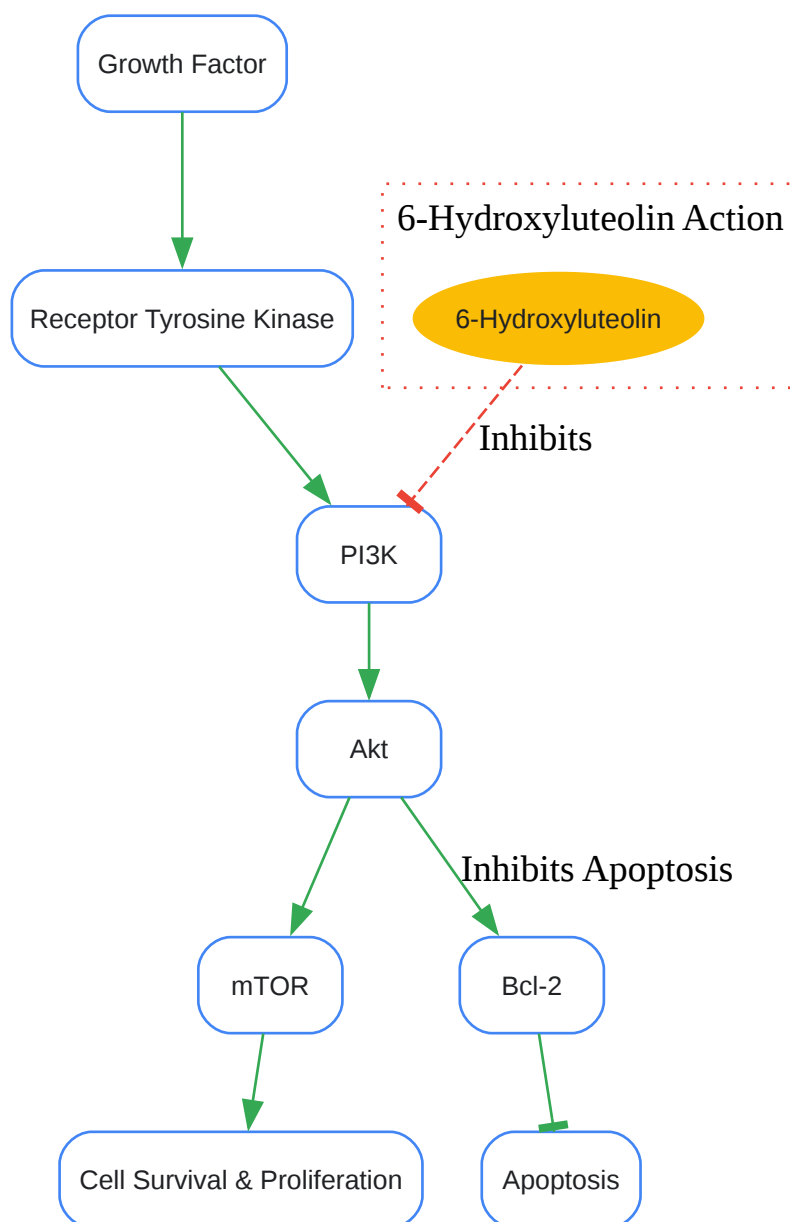 Growth Factor
6-Hydroxyluteolin Action
Receptor Tyrosine Kinase
6-Hydroxyluteolin
Inhibits
PI3K
Akt
Inhibits Apoptosis
mTOR
Bcl-2
Cell Survival & Proliferation
Apoptosis